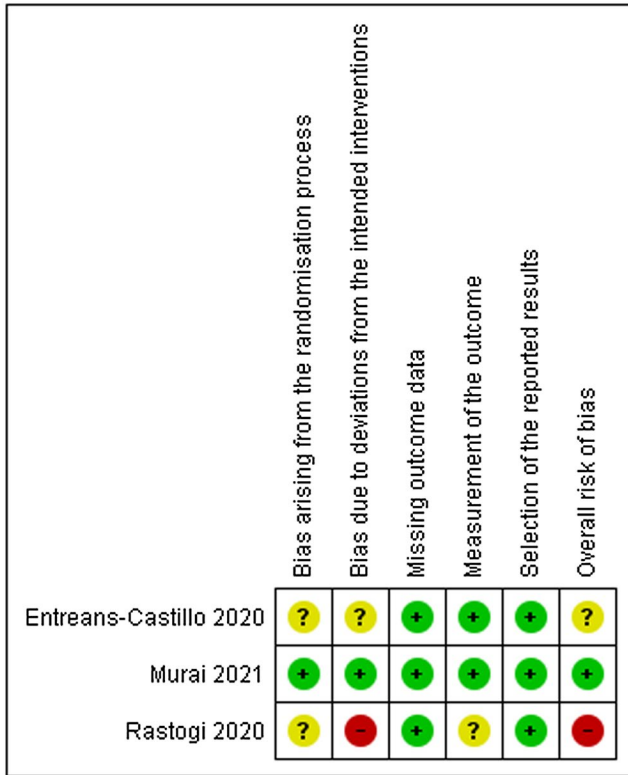 Bias arising from the randomisation process
Bias due to deviations from the intended interventions
Missing outcome data
Measurement of the outcome
Selection of the reported results
Overall risk of bias
Entreans-Castillo 2020 ? ? + + + ?
Murai 2021 + + + + + +
Rastogi 2020 ? - + ? + -